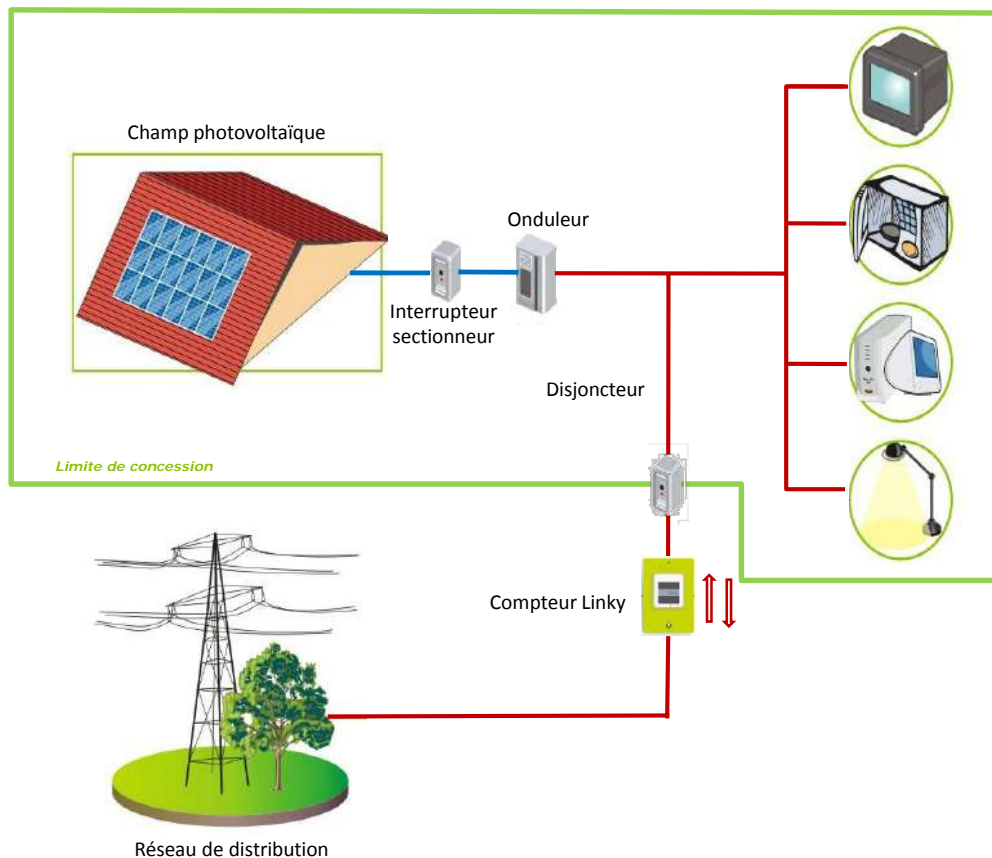 Champ photovoltaïque
Onduleur
Interrupteur
sectionneur
Disjoncteur
Limite de concession
Compteur Linky
Réseau de distribution